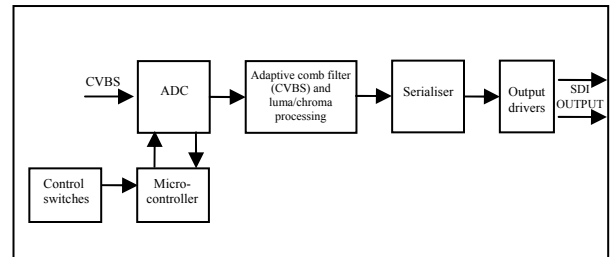 CVBS
ADC
Adaptive comb filter
(CVBS) and
luma/chroma
processing
Serialiser
Output
drivers
SDI
OUTPUT
Control
switches
Micro-
controller